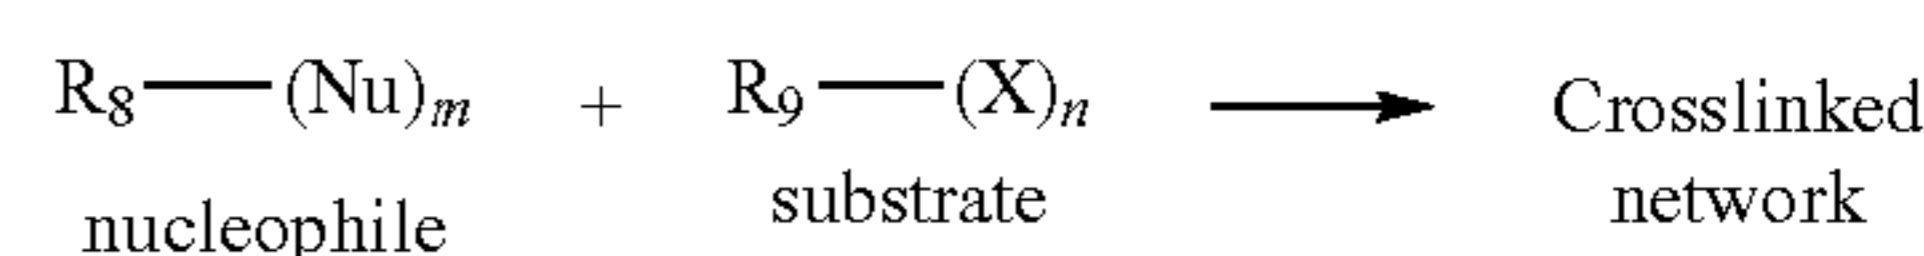 R₈—(Nu)ₘ + R₉—(X)ₙ → Crosslinked
nucleophile substrate network